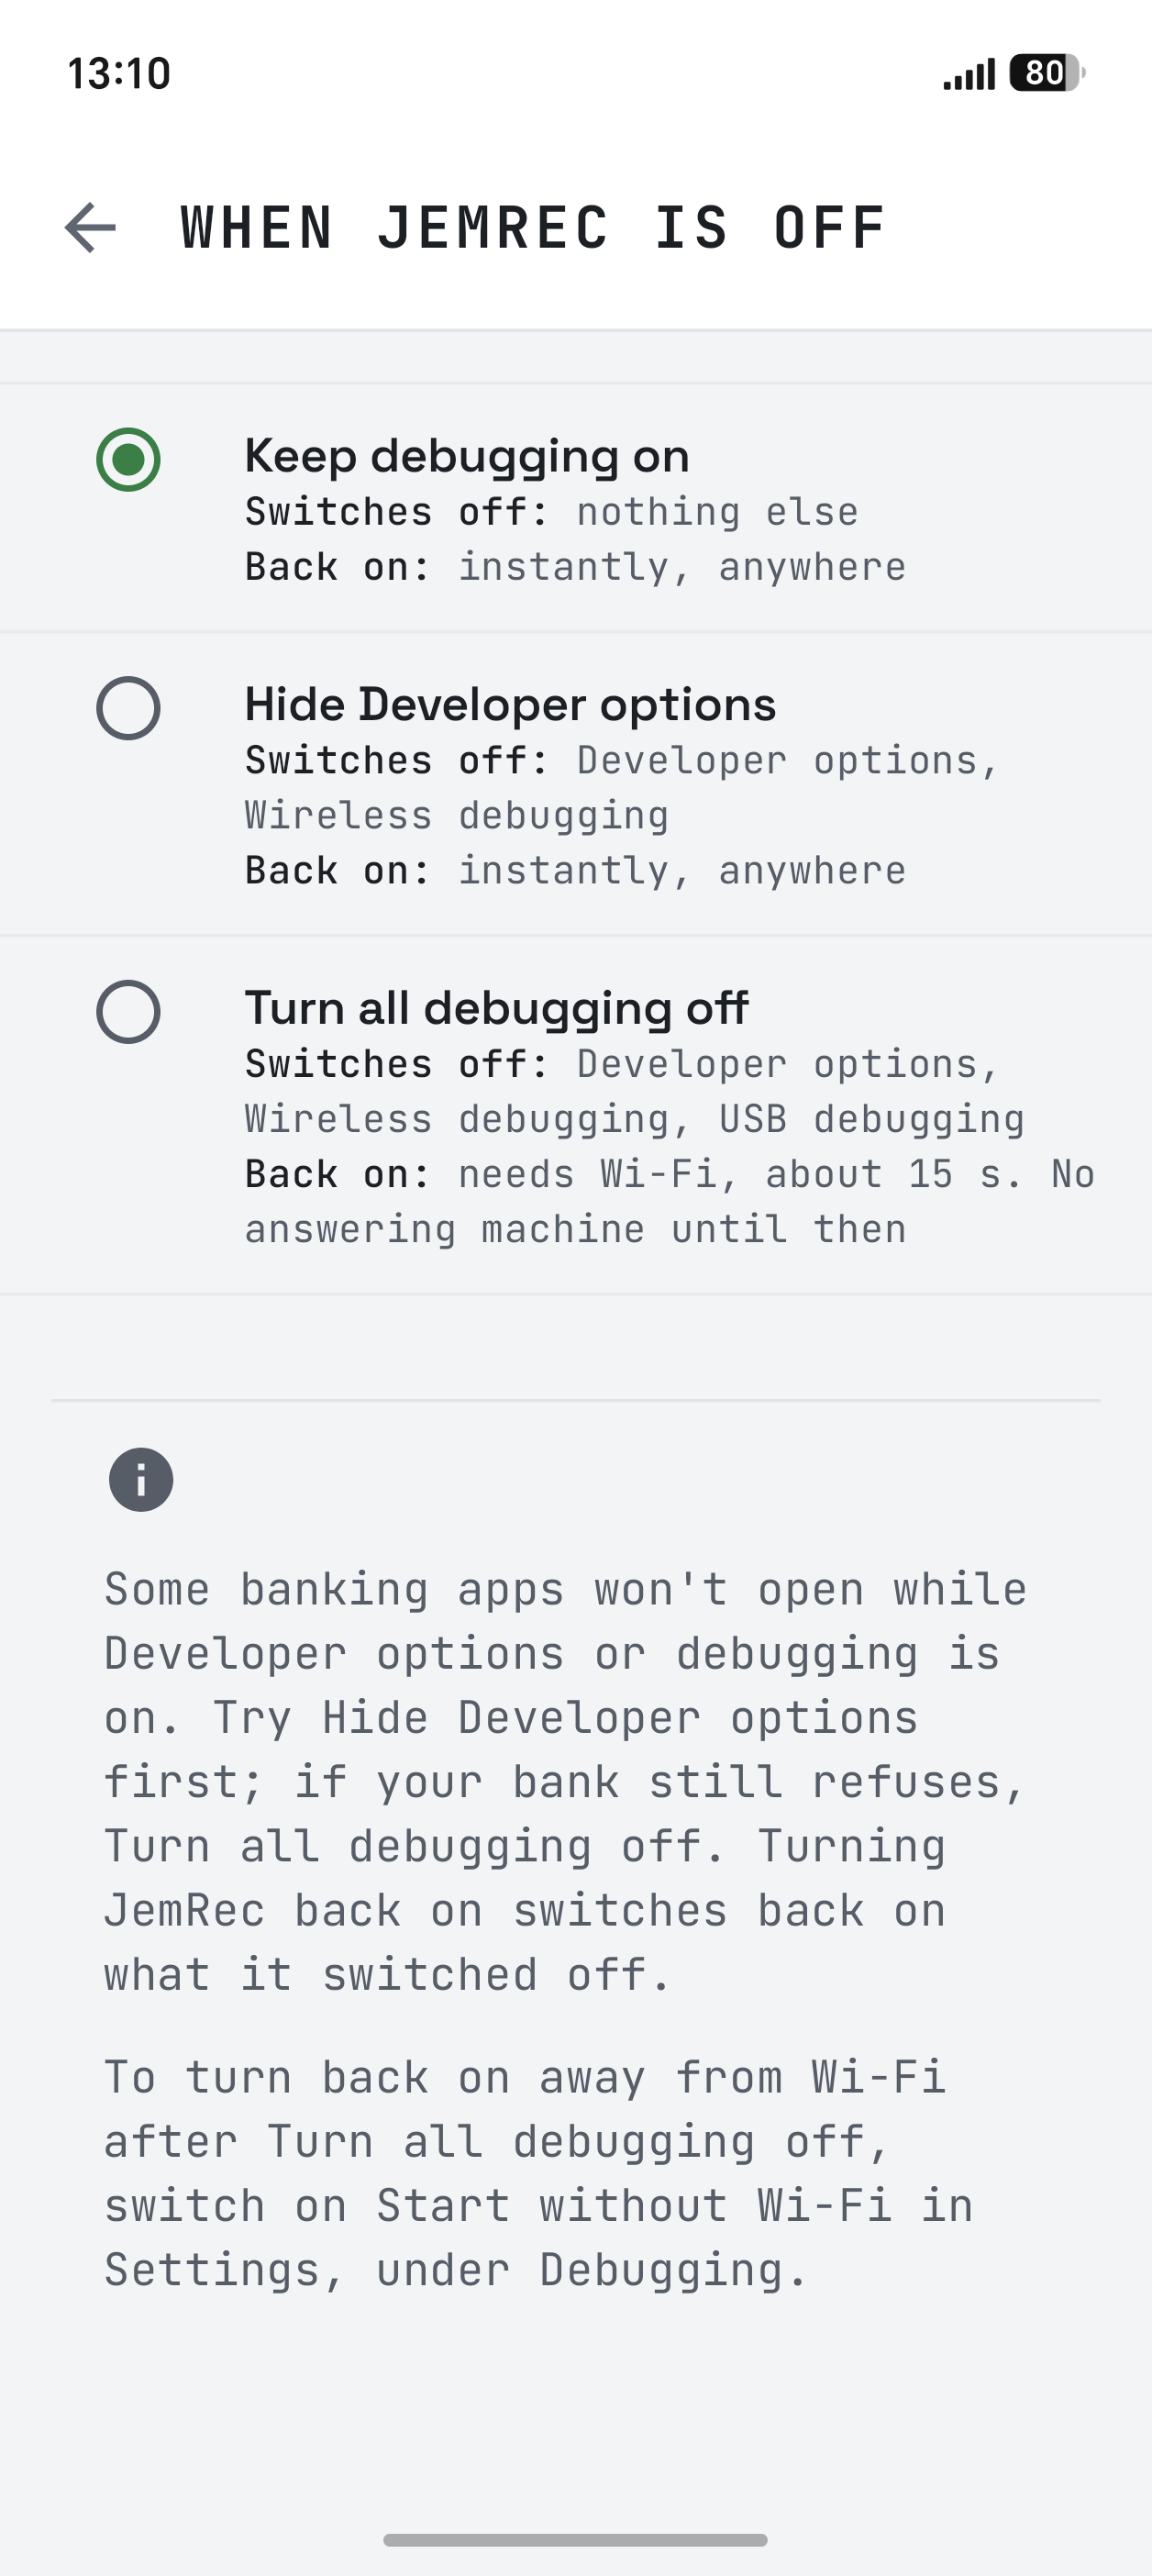 13:10
80
WHEN JEMREC IS OFF
Keep debugging on
Switches off: nothing else
Back on: instantly, anywhere
Hide Developer options
Switches off: Developer options,
Wireless debugging
Back on: instantly, anywhere
Turn all debugging off
Switches off: Developer options,
Wireless debugging, USB debugging
Back on: needs Wi-Fi, about 15 s. No
answering machine until then
Some banking apps won't open while
Developer options or debugging is
on. Try Hide Developer options
first; if your bank still refuses,
Turn all debugging off. Turning
JemRec back on switches back on
what it switched off.
To turn back on away from Wi-Fi
after Turn all debugging off,
switch on Start without Wi-Fi in
Settings, under Debugging.